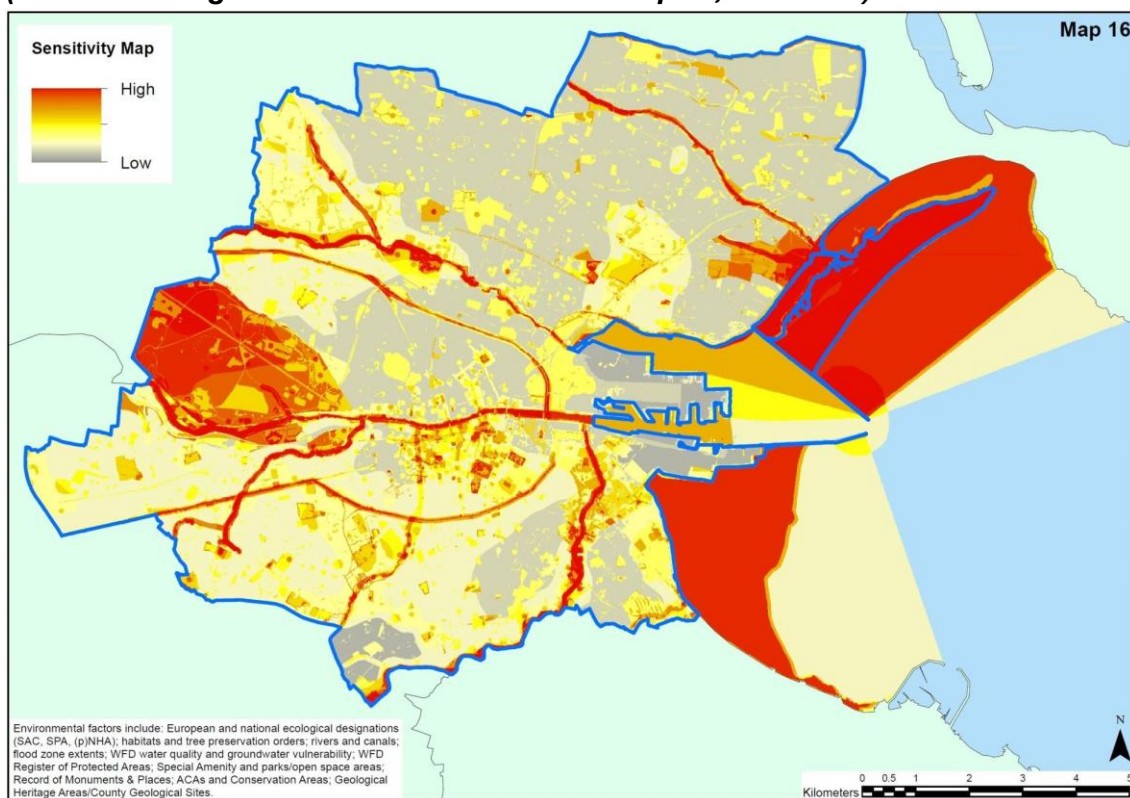 Map 16
Sensitivity Map
High
Low
Environmental factors include: European and national ecological designations
(SAC, SPA, (p)NHA); habitats and tree preservation orders; rivers and canals;
flood zone extents; WFD water quality and groundwater vulnerability; WFD
Register of Protected Areas; Special Amenity and parks/open space areas;
Record of Monuments & Places; ACAs and Conservation Areas; Geological
Heritage Areas/County Geological Sites.
N
0 0.5 1 2 3 4 5
Kilometers